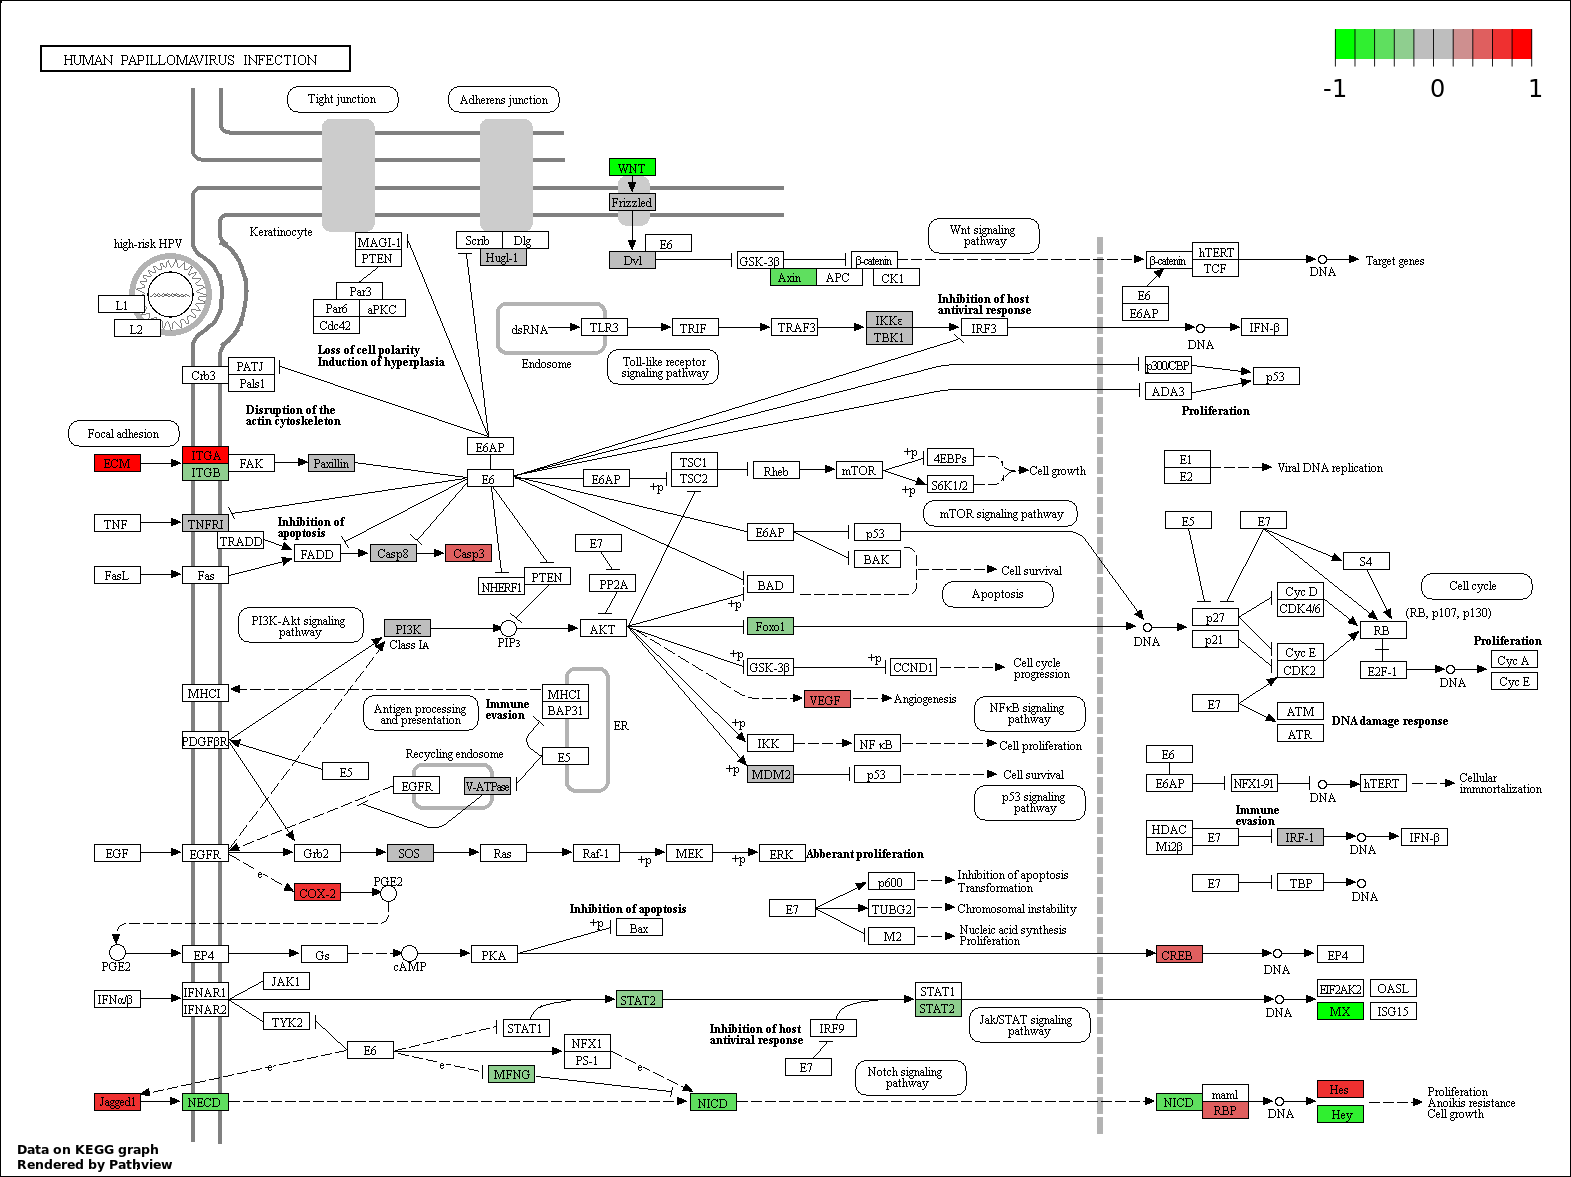 HUMAN PAPILLOMAVIRUS INFECTION
-1 0 1
Tight junction
Adherens junction
WNT
Frizzled
Keratinocyte
high-risk HPV
L1
L2
MAGI-1
PTEN
Par3
Par6 aPKC
Cdc42
Scrib Dlg
Hugl-1
Loss of cell polarity
Induction of hyperplasia
E6
Dvl
GSK-3β
Axin APC
β-catenin
CK1
Wnt signaling
pathway
β-catenin
hTERT
TCF
E6
E6AP
DNA
Target genes
dsRNA
TLR3
TRIF
TRAF3
IKKε
TBK1
Inhibition of host
antiviral response
IRF3
DNA
IFN-β
Endosome
Toll-like receptor
signaling pathway
Crb3
PATJ
Pals1
p300/CBP
ADA3
p53
Proliferation
Disruption of the
actin cytoskeleton
Focal adhesion
ECM
ITGA
ITGB
FAK
Paxillin
E6AP
E6
E6AP
+p
TSC1
TSC2
Rheb
mTOR
+p
+p
4EBPs
S6K1/2
Cell growth
mTOR signaling pathway
E1
E2
Viral DNA replication
TNF
TNFRI
TRADD
Inhibition of
apoptosis
FADD
Casp8
Casp3
FasL
Fas
NHERF1
PTEN
E7
PP2A
E6AP
p53
BAK
BAD
+p
Cell survival
Apoptosis
E5
E7
S4
p27
p21
Cyc D
CDK4/6
Cyc E
CDK2
RB
(RB, p107, p130)
Cell cycle
Proliferation
E2F-1
DNA
Cyc A
Cyc E
PI3K-Akt signaling
pathway
PI3K
Class IA
PIP3
AKT
Foxo1
DNA
+p
GSK-3β
+p
CCND1
Cell cycle
progression
VEGF
Angiogenesis
NFκB signaling
pathway
E7
ATM
ATR
DNA damage response
MHCI
Antigen processing
and presentation
Immune
evasion
MHCI
BAP31
ER
PDGFβR
E5
Recycling endosome
EGFR
V-ATPase
E5
+p
IKK
NFκB
Cell proliferation
+p
MDM2
p53
Cell survival
p53 signaling
pathway
E6
E6AP
NFX1-91
DNA
hTERT
Cellular
immnortalization
Immune
evasion
HDAC
Mi2β
E7
IRF-1
DNA
IFN-β
EGF
EGFR
Grb2
SOS
Ras
Raf-1
+p
MEK
+p
ERK
Abberant proliferation
e
COX-2
PGE2
E7
p600
TUBG2
M2
Inhibition of apoptosis
Transformation
Chromosomal instability
Nucleic acid synthesis
Proliferation
E7
TBP
DNA
Inhibition of apoptosis
+p
Bax
PGE2
EP4
Gs
cAMP
PKA
CREB
DNA
EP4
IFNα/β
IFNAR1
IFNAR2
JAK1
TYK2
STAT2
STAT1
STAT1
STAT2
Inhibition of host
antiviral response
IRF9
E7
Jak/STAT signaling
pathway
DNA
EIF2AK2
OASL
MX
ISG15
E6
NFX1
PS-1
e
e
e
MFNG
Notch signaling
pathway
Jagged1
NECD
NICD
NICD
maml
RBP
DNA
Hes
Hey
Proliferation
Anoikis resistance
Cell growth
Data on KEGG graph
Rendered by Pathview